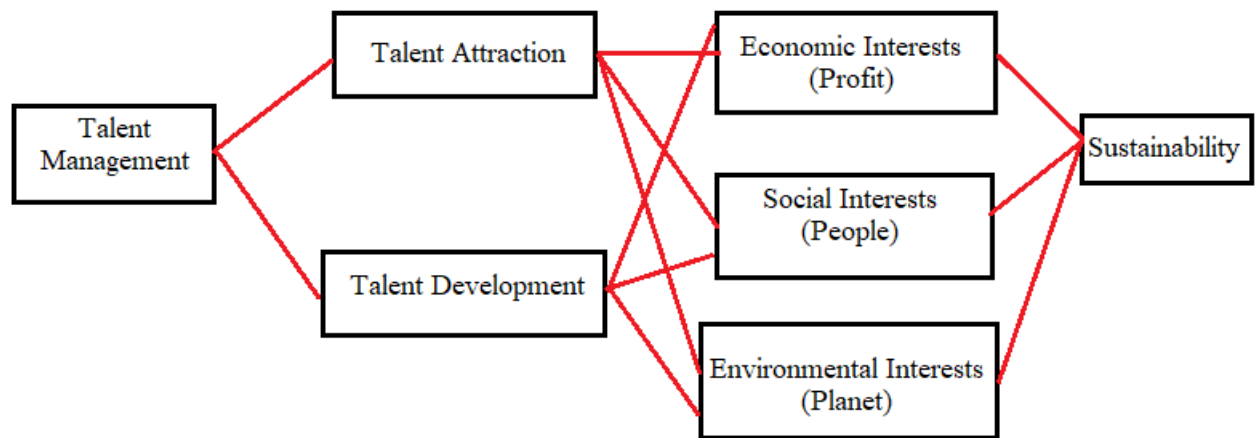 Talent
Management
Talent Attraction
Talent Development
Economic Interests
(Profit)
Social Interests
(People)
Environmental Interests
(Planet)
Sustainability